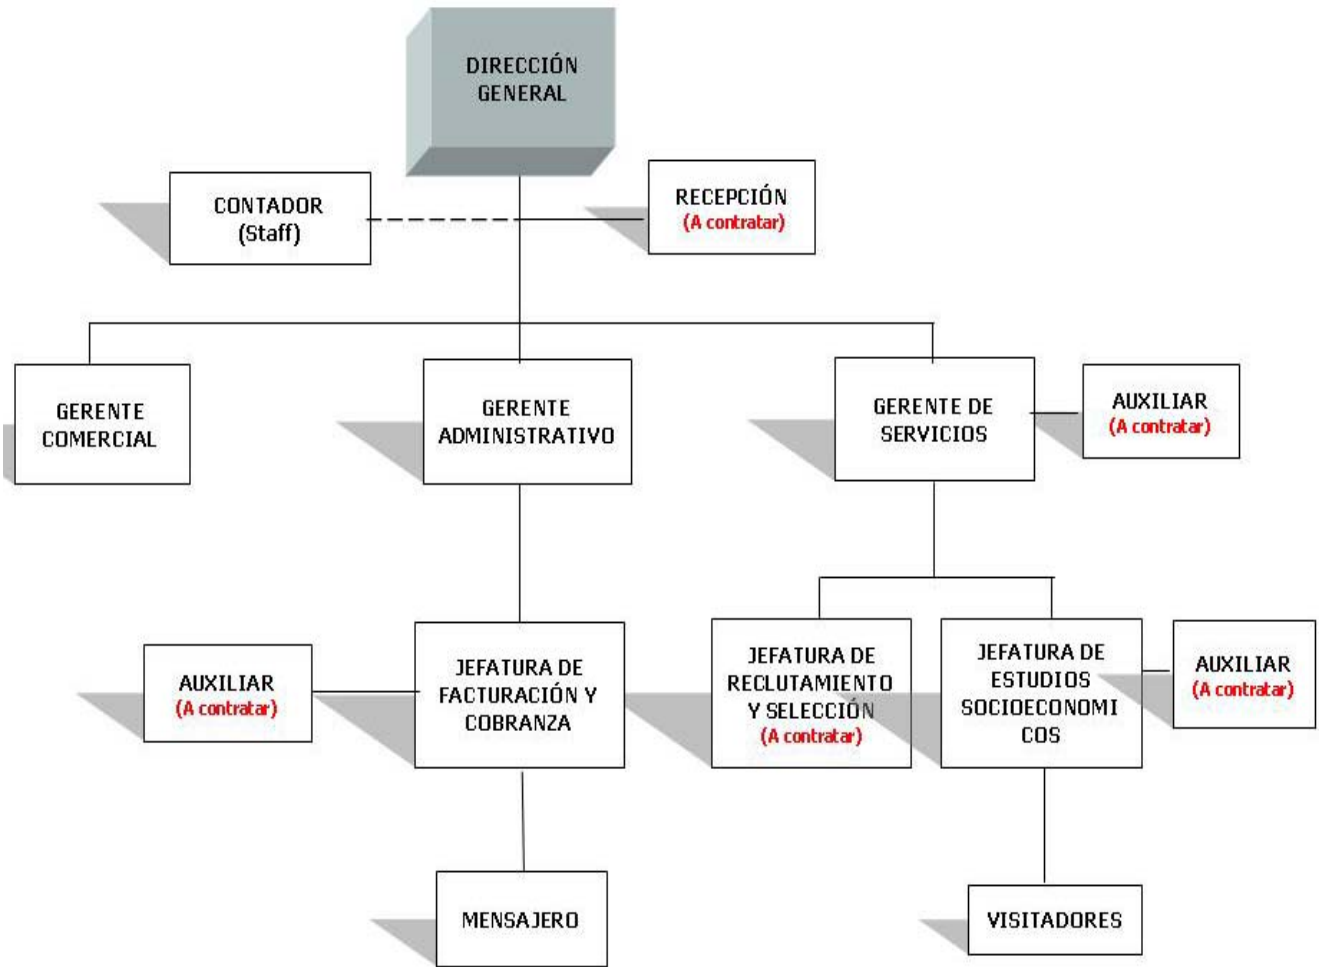 DIRECCIÓN
GENERAL
CONTADOR
(Staff)
RECEPCIÓN
(A contratar)
GERENTE
COMERCIAL
GERENTE
ADMINISTRATIVO
GERENTE DE
SERVICIOS
AUXILIAR
(A contratar)
AUXILIAR
(A contratar)
JEFATURA DE
FACTURACIÓN Y
COBRANZA
JEFATURA DE
RECLUTAMIENTO
Y SELECCIÓN
(A contratar)
JEFATURA DE
ESTUDIOS
SOCIOECONOMI
COS
AUXILIAR
(A contratar)
MENSAJERO
VISITADORES